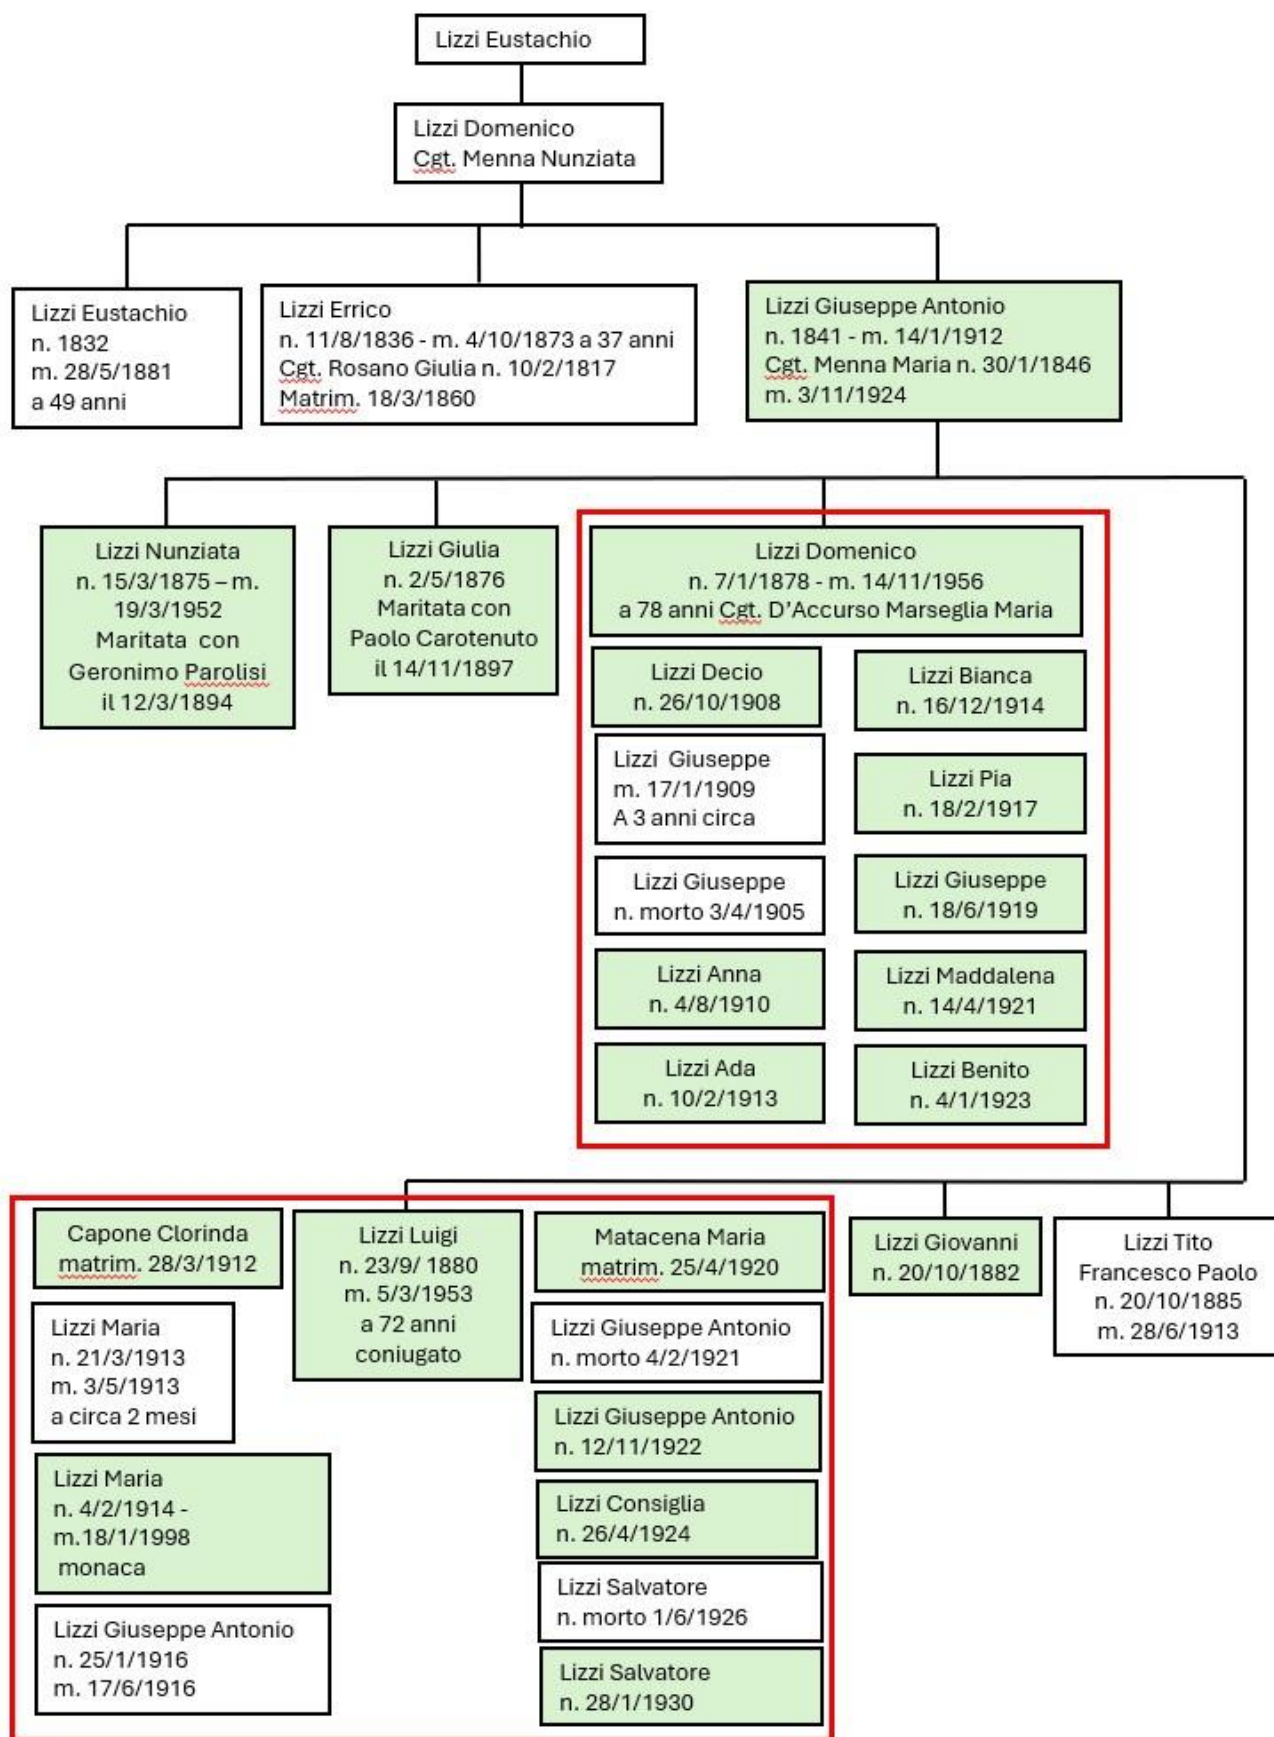 Lizzi Eustachio
Lizzi Domenico
Cgt. Menna Nunziata
Lizzi Eustachio
n. 1832
m. 28/5/1881
a 49 anni
Lizzi Errico
n. 11/8/1836 - m. 4/10/1873 a 37 anni
Cgt. Rosano Giulia n. 10/2/1817
Matrim. 18/3/1860
Lizzi Giuseppe Antonio
n. 1841 - m. 14/1/1912
Cgt. Menna Maria n. 30/1/1846
m. 3/11/1924
Lizzi Nunziata
n. 15/3/1875 – m.
19/3/1952
Maritata con
Geronimo Parolisi
il 12/3/1894
Lizzi Giulia
n. 2/5/1876
Maritata con
Paolo Carotenuto
il 14/11/1897
Lizzi Domenico
n. 7/1/1878 - m. 14/11/1956
a 78 anni Cgt. D’Accurso Marseglia Maria
Lizzi Decio
n. 26/10/1908
Lizzi Giuseppe
m. 17/1/1909
A 3 anni circa
Lizzi Giuseppe
n. morto 3/4/1905
Lizzi Anna
n. 4/8/1910
Lizzi Ada
n. 10/2/1913
Lizzi Bianca
n. 16/12/1914
Lizzi Pia
n. 18/2/1917
Lizzi Giuseppe
n. 18/6/1919
Lizzi Maddalena
n. 14/4/1921
Lizzi Benito
n. 4/1/1923
Capone Clorinda
matrim. 28/3/1912
Lizzi Maria
n. 21/3/1913
m. 3/5/1913
a circa 2 mesi
Lizzi Maria
n. 4/2/1914 -
m.18/1/1998
monaca
Lizzi Giuseppe Antonio
n. 25/1/1916
m. 17/6/1916
Lizzi Luigi
n. 23/9/ 1880
m. 5/3/1953
a 72 anni
coniugato
Matacena Maria
matrim. 25/4/1920
Lizzi Giuseppe Antonio
n. morto 4/2/1921
Lizzi Giuseppe Antonio
n. 12/11/1922
Lizzi Consiglia
n. 26/4/1924
Lizzi Salvatore
n. morto 1/6/1926
Lizzi Salvatore
n. 28/1/1930
Lizzi Giovanni
n. 20/10/1882
Lizzi Tito
Francesco Paolo
n. 20/10/1885
m. 28/6/1913